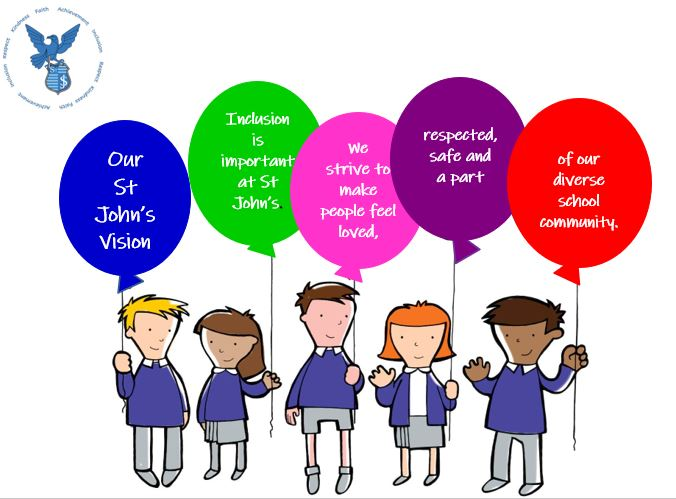 Inclusion Respect Kindness Faith Achievement Inclusion Respect Kindness Faith Achievement
Our
St
John's
Vision
Inclusion
is
important
at St
John's.
We
strive to
make
people feel
loved,
respected,
safe and
a part
of our
diverse
school
community.